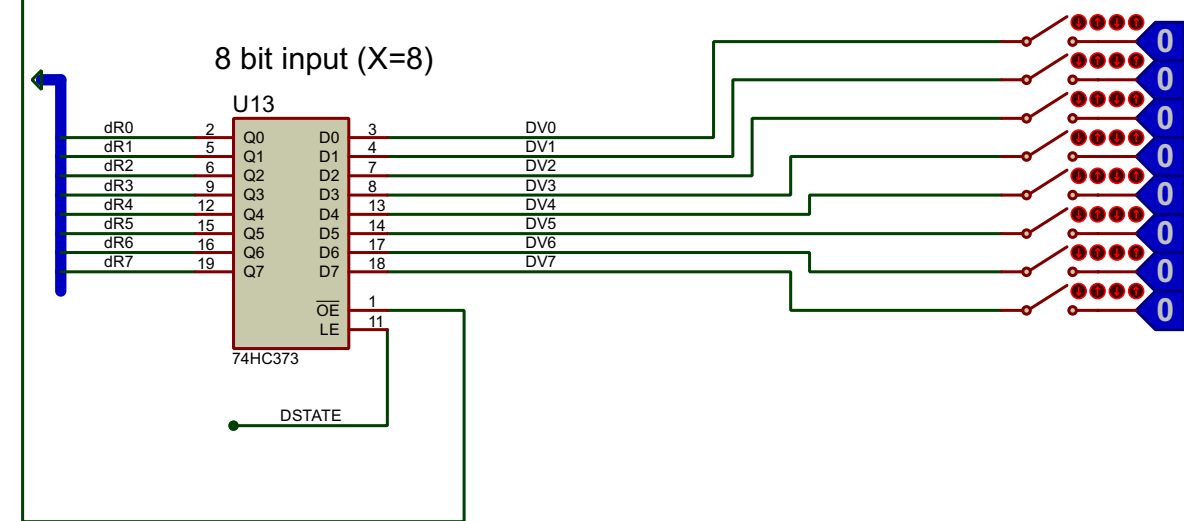 8 bit input (X=8)
U13
dR0 2 Q0 D0 3 DV0
dR1 5 Q1 D1 4 DV1
dR2 6 Q2 D2 7 DV2
dR3 9 Q3 D3 8 DV3
dR4 12 Q4 D4 13 DV4
dR5 15 Q5 D5 14 DV5
dR6 16 Q6 D6 17 DV6
dR7 19 Q7 D7 18 DV7
OE 1
LE 11
74HC373
DSTATE
0
0
0
0
0
0
0
0